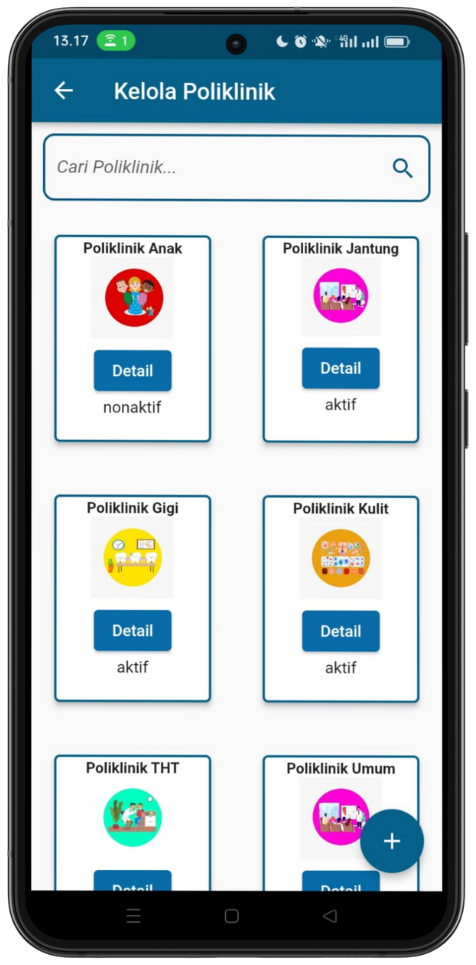 13.17 1 4G
Kelola Poliklinik
Cari Poliklinik...
Poliklinik Anak
Detail
nonaktif
Poliklinik Jantung
Detail
aktif
Poliklinik Gigi
Detail
aktif
Poliklinik Kulit
Detail
aktif
Poliklinik THT
Detail
Poliklinik Umum
Detail
+